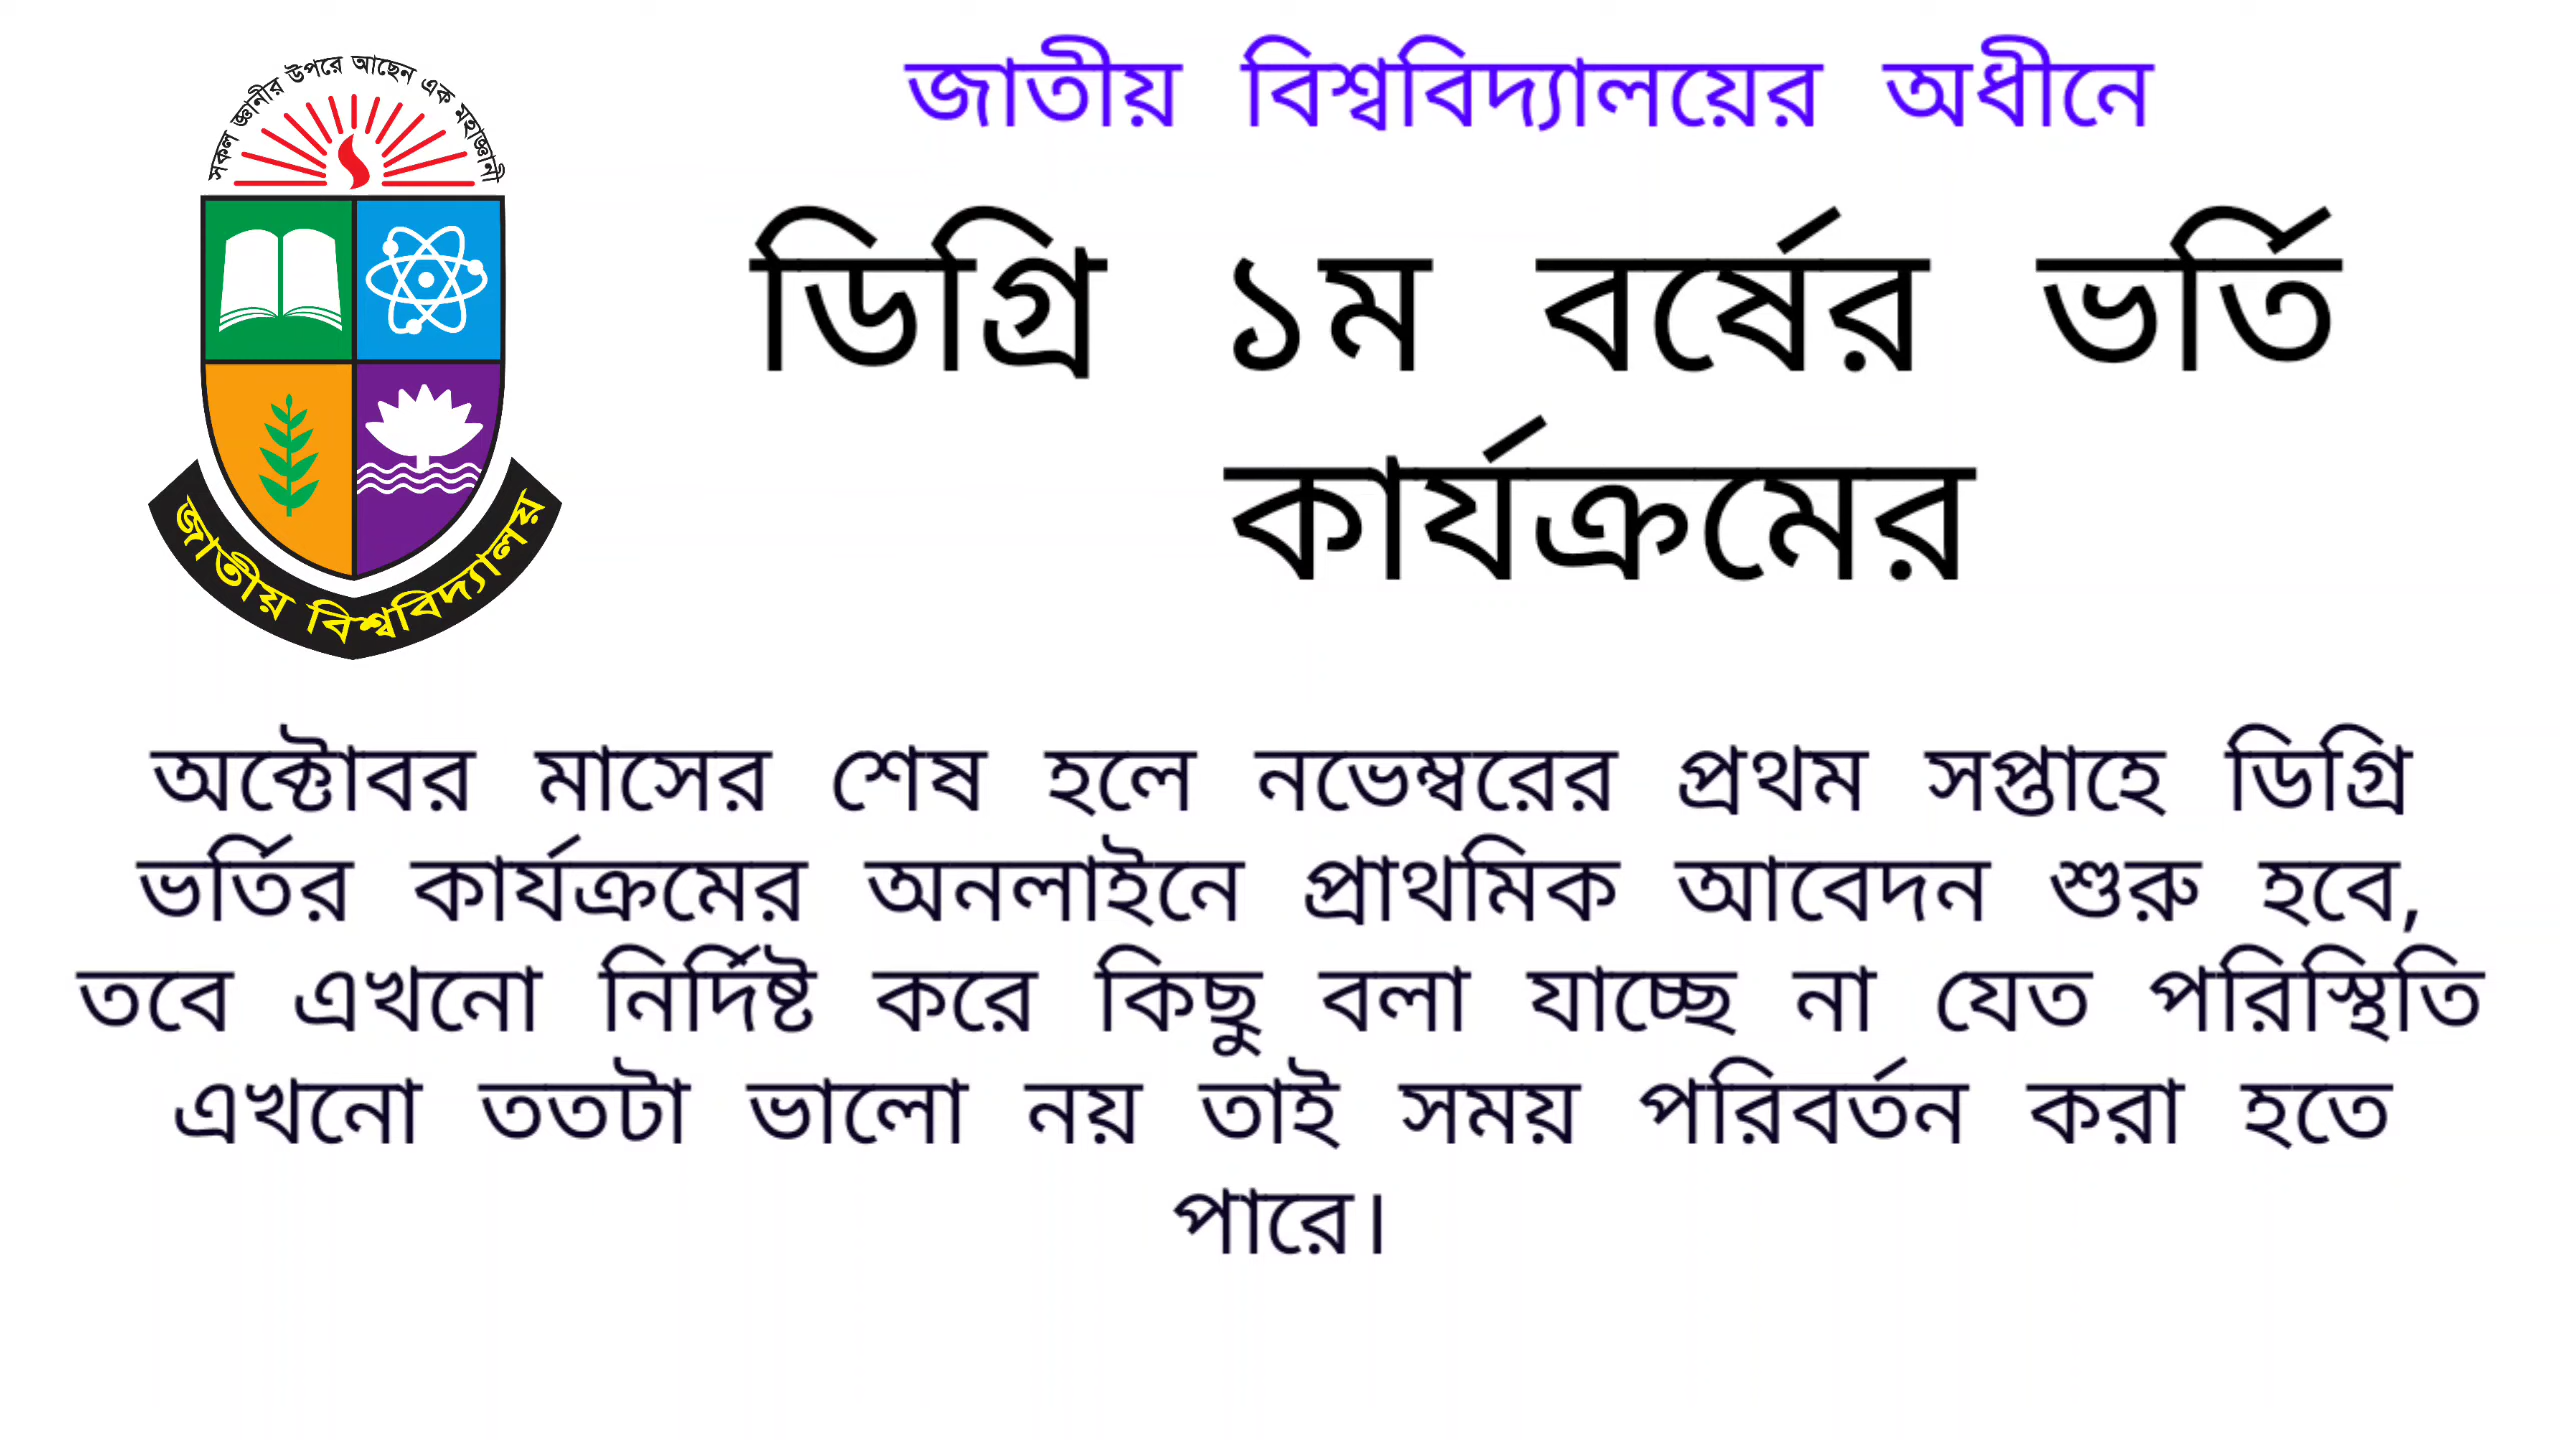 সকল জ্ঞানীর উপরে আছেন এক মহাজ্ঞানী
জাতীয় বিশ্ববিদ্যালয়
জাতীয় বিশ্ববিদ্যালয়ের অধীনে
ডিগ্রি ১ম বর্ষের ভর্তি
কার্যক্রমের
অক্টোবর মাসের শেষ হলে নভেম্বরের প্রথম সপ্তাহে ডিগ্রি
ভর্তির কার্যক্রমের অনলাইনে প্রাথমিক আবেদন শুরু হবে,
তবে এখনো নির্দিষ্ট করে কিছু বলা যাচ্ছে না যেত পরিস্থিতি
এখনো ততটা ভালো নয় তাই সময় পরিবর্তন করা হতে
পারে।